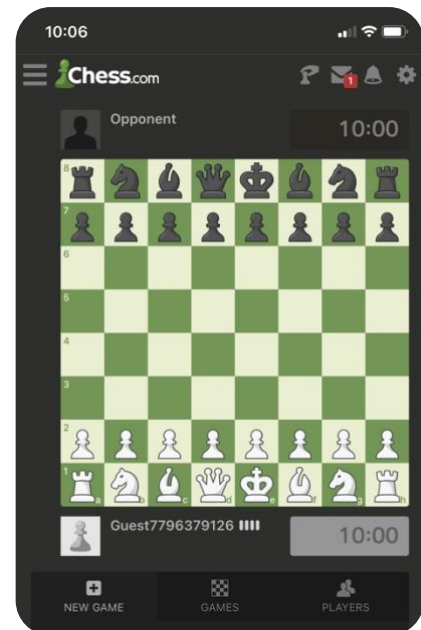 10:06
Chess.com
1
Opponent
10:00
8
7
6
5
4
3
2
1
a b c d e f g h
Guest7796379126
10:00
NEW GAME GAMES PLAYERS